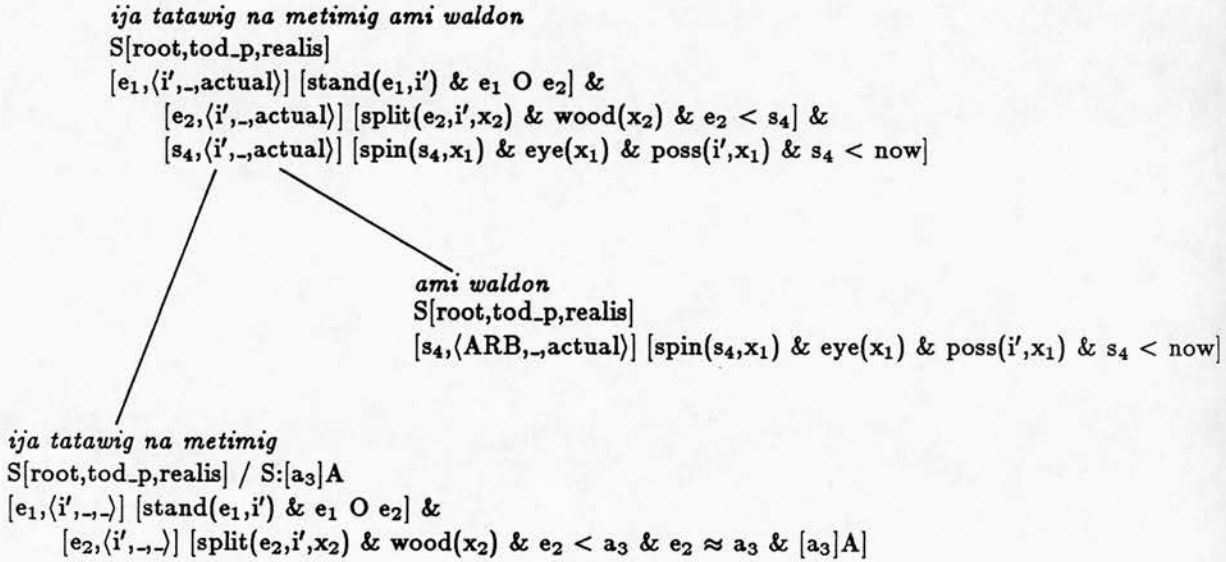 ija tatawig na metimig ami waldon
S[root,tod_p,realis]
[e₁,⟨i′,_,actual⟩] [stand(e₁,i′) & e₁ O e₂] &
[e₂,⟨i′,_,actual⟩] [split(e₂,i′,x₂) & wood(x₂) & e₂ < s₄] &
[s₄,⟨i′,_,actual⟩] [spin(s₄,x₁) & eye(x₁) & poss(i′,x₁) & s₄ < now]
ami waldon
S[root,tod_p,realis]
[s₄,⟨ARB,_,actual⟩] [spin(s₄,x₁) & eye(x₁) & poss(i′,x₁) & s₄ < now]
ija tatawig na metimig
S[root,tod_p,realis] / S:[a₃]A
[e₁,⟨i′,_,_⟩] [stand(e₁,i′) & e₁ O e₂] &
[e₂,⟨i′,_,_⟩] [split(e₂,i′,x₂) & wood(x₂) & e₂ < a₃ & e₂ ≈ a₃ & [a₃]A]